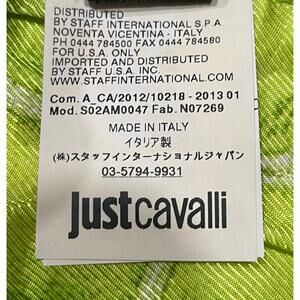 DISTRIBUTED
BY STAFF INTERNATIONAL S.P.A.
NOVENTA VICENTINA - ITALY
PH 0444 784500 FAX 0444 784580
FOR U.S.A. ONLY
IMPORTED AND DISTRIBUTED
BY STAFF U.S.A. INC.
WWW.STAFFINTERNATIONAL.COM
Com. A_CA/2012/10218 - 2013 01
Mod. S02AM0047 Fab. N07269
MADE IN ITALY
イタリア製
(株)スタッフインターナショナルジャパン
03-5794-9931
justcavalli